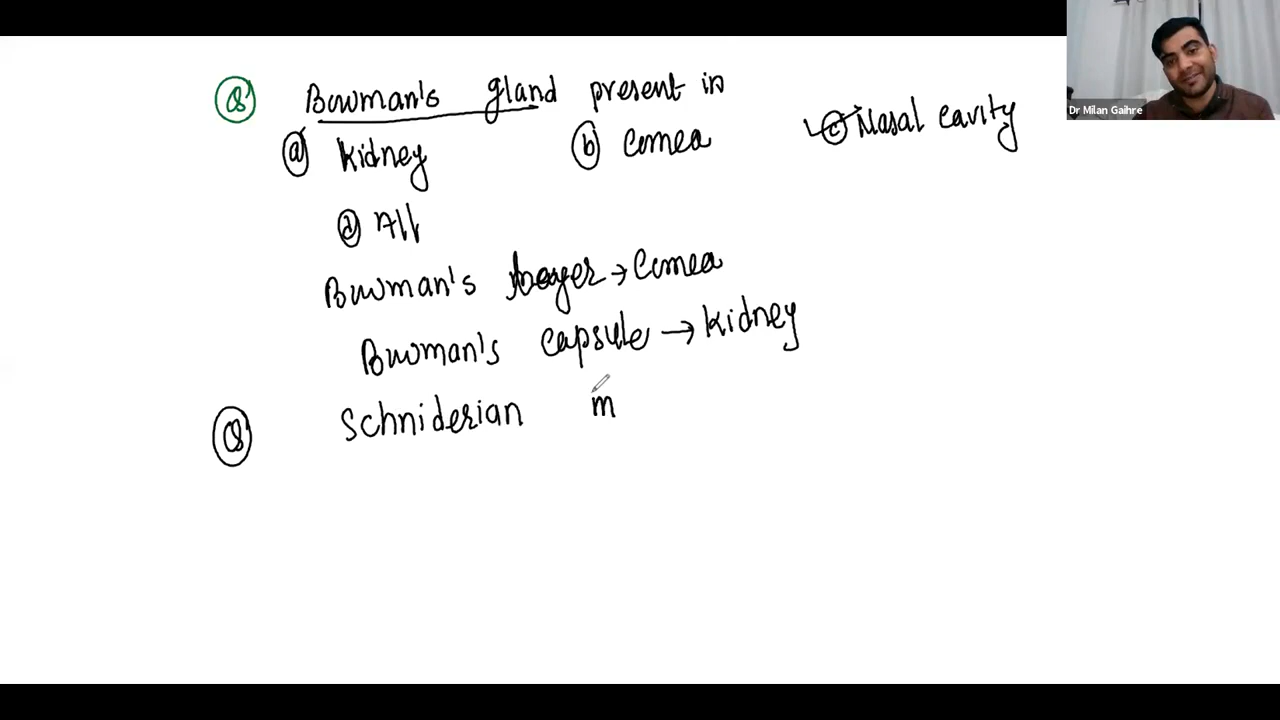 Q Bowman's gland present in
a kidney b Cornea c Nasal cavity
d All
Bowman's layer → Cornea
Bowman's capsule → kidney
Q Schniderian m
Dr Milan Gaihre